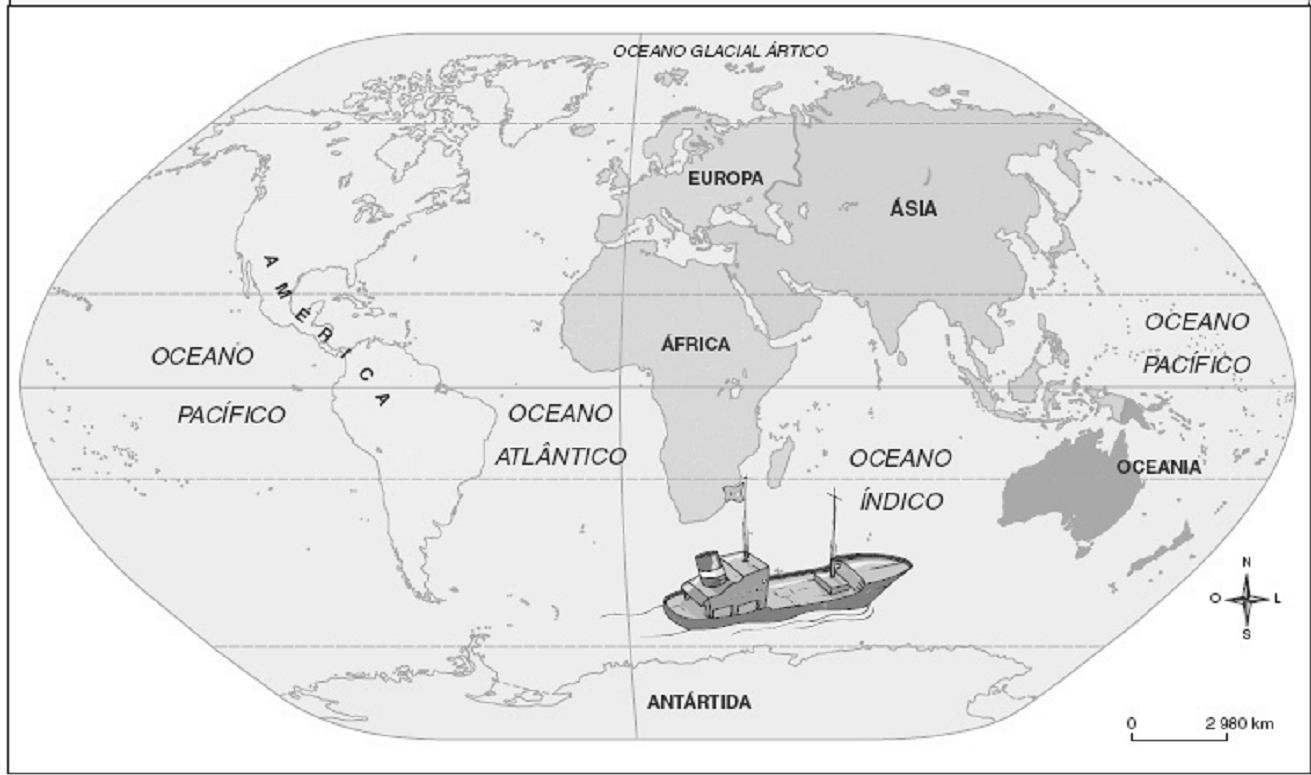 OCEANO GLACIAL ÁRTICO
EUROPA
ÁSIA
AMÉRICA
ÁFRICA
OCEANO
PACÍFICO
OCEANO
PACÍFICO
OCEANO
ATLÂNTICO
OCEANO
ÍNDICO
OCEANIA
N
O L
S
ANTÁRTIDA
0 2 980 km